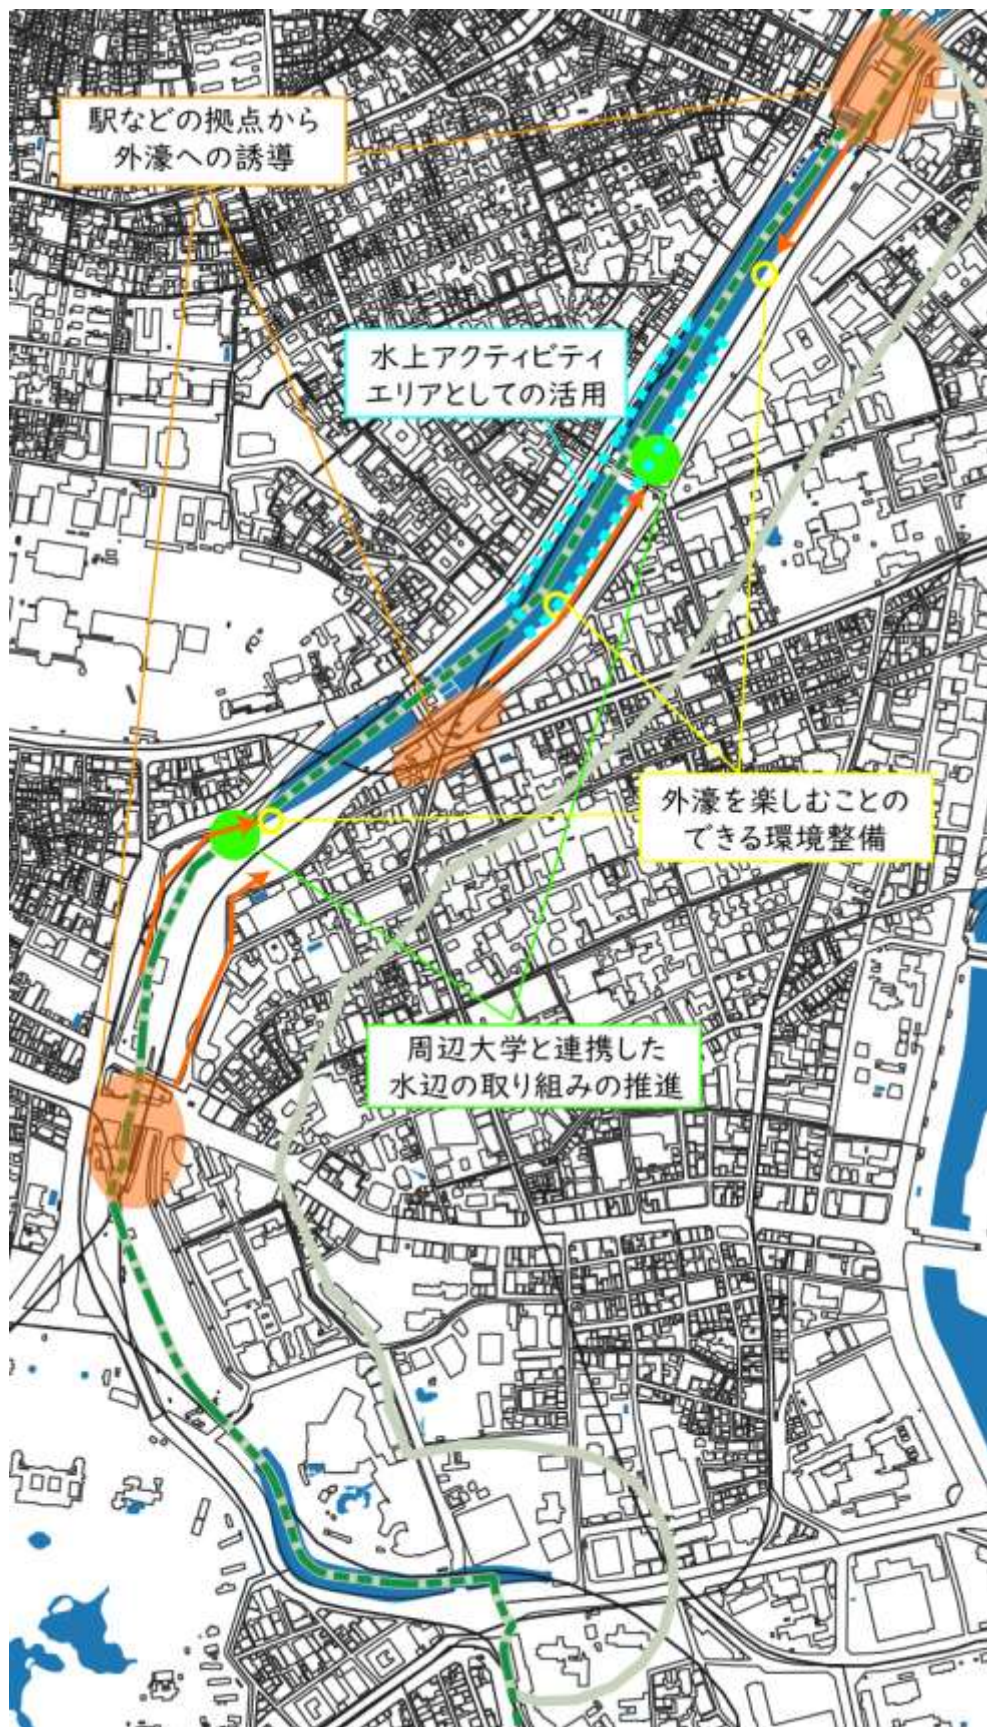 駅などの拠点から
外濠への誘導
水上アクティビティ
エリアとしての活用
外濠を楽しむことの
できる環境整備
周辺大学と連携した
水辺の取り組みの推進